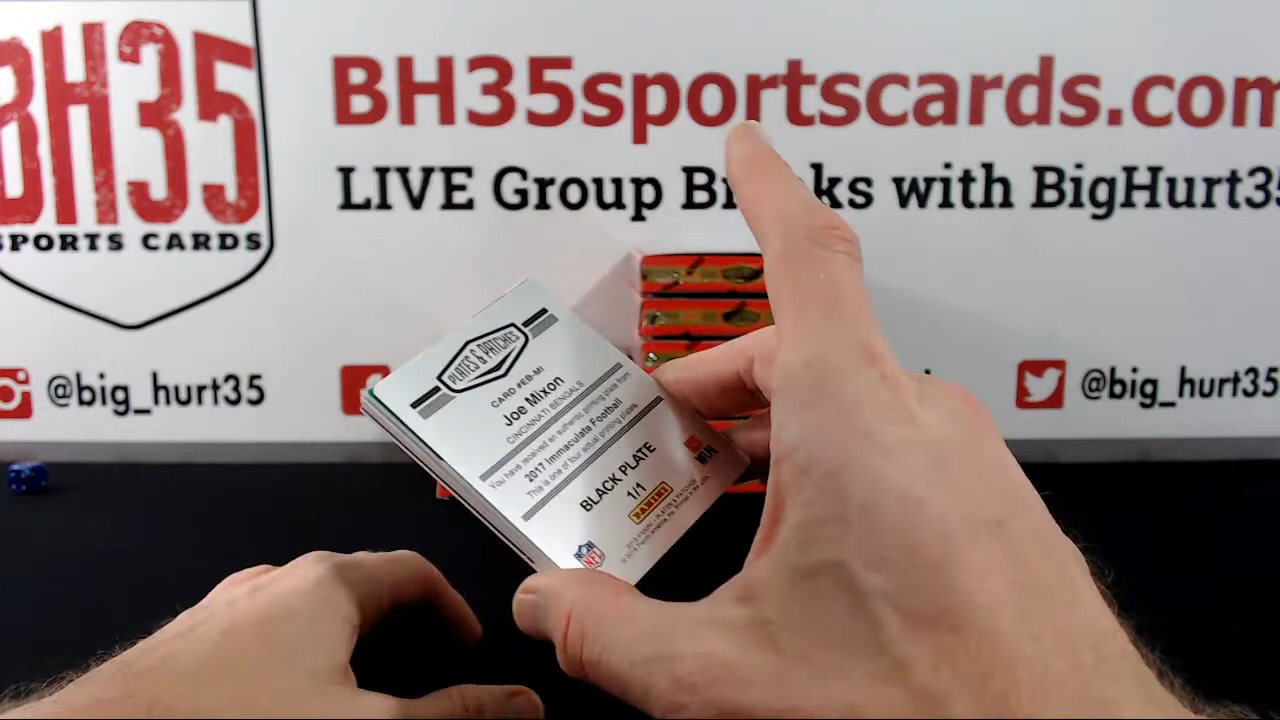 BH35
SPORTS CARDS
BH35sportscards.com
LIVE Group Br ks with BigHurt35
@big_hurt35
@big_hurt35
PLATES & PATCHES
CARD #EB-MI
Joe Mixon
CINCINNATI BENGALS
You have received an authentic printing plate from
2017 Immaculate Football
This is one of four actual printing plates.
BLACK PLATE
1/1
PANINI
NFL